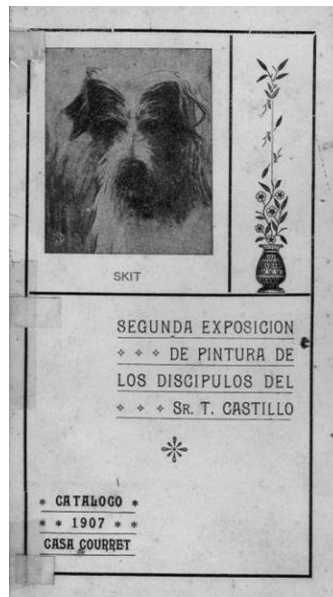 SKIT
SEGUNDA EXPOSICION
DE PINTURA DE
LOS DISCIPULOS DEL
SR. T. CASTILLO
CATALOGO
1907
CASA COURRET